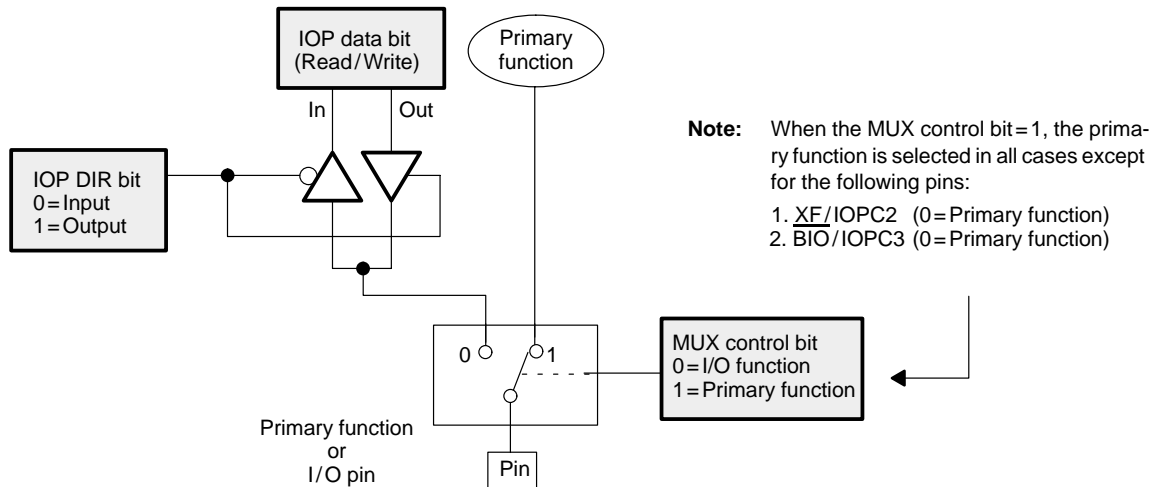 IOP data bit
(Read/Write)
Primary
function
In
Out
Note: When the MUX control bit=1, the prima-
ry function is selected in all cases except
for the following pins:
1. XF/IOPC2 (0=Primary function)
2. BIO/IOPC3 (0=Primary function)
IOP DIR bit
0=Input
1=Output
0
1
MUX control bit
0=I/O function
1=Primary function
Primary function
or
I/O pin
Pin